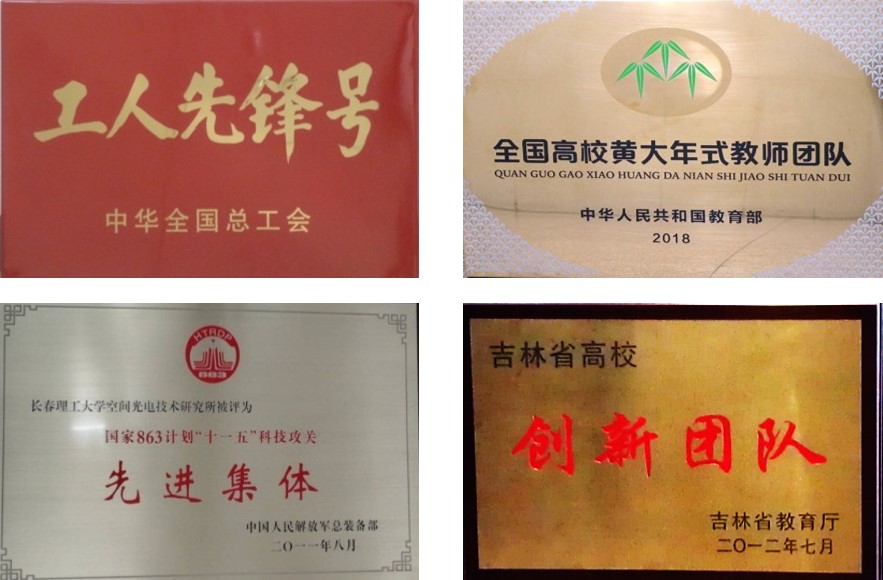 工人先锋号
中华全国总工会
全国高校黄大年式教师团队
QUAN GUO GAO XIAO HUANG DA NIAN SHI JIAO SHI TUAN DUI
中华人民共和国教育部
2018
HTRDP
863
长春理工大学空间光电技术研究所被评为
国家863计划“十一五”科技攻关
先进集体
中国人民解放军总装备部
二〇一一年八月
吉林省高校
创新团队
吉林省教育厅
二〇一二年七月